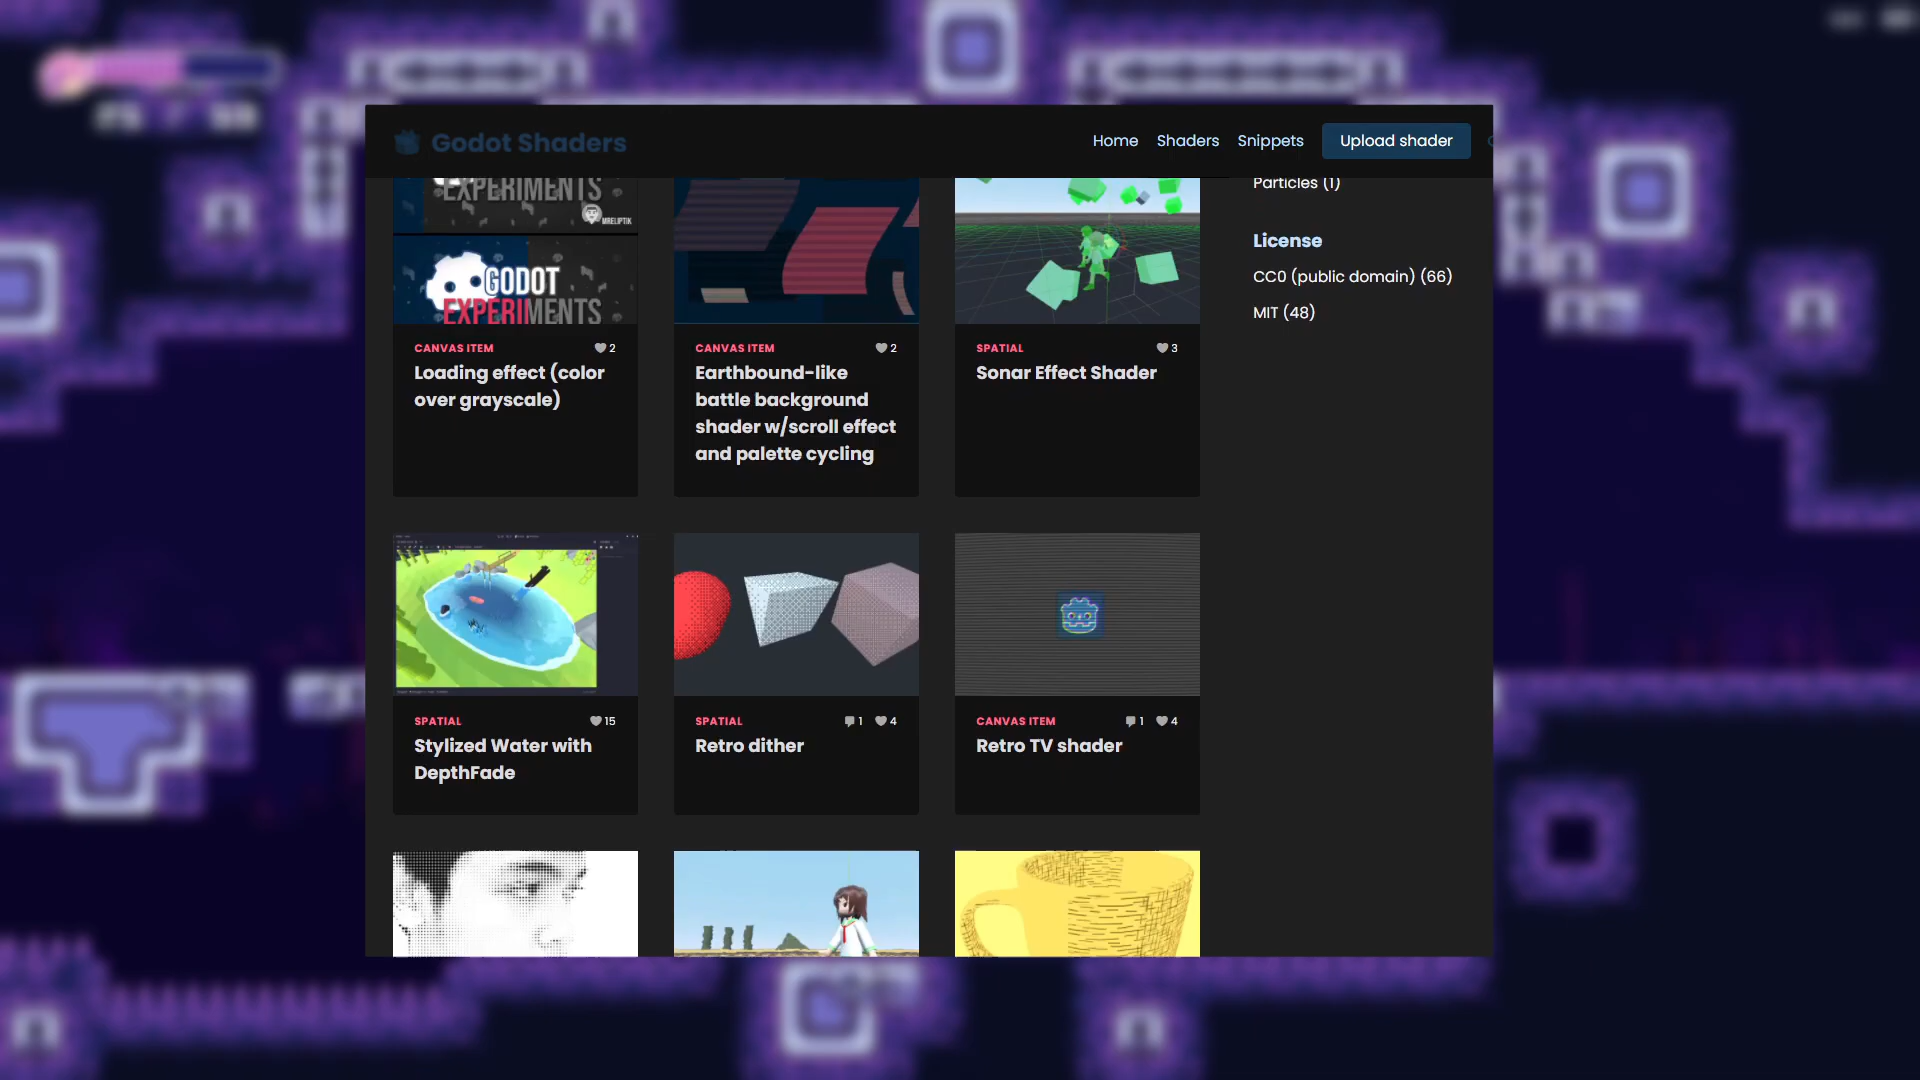 Godot Shaders
Home
Shaders
Snippets
Upload shader
EXPERIMENTS
MRELIPTIK
GODOT
EXPERIMENTS
CANVAS ITEM
2
Loading effect (color
over grayscale)
CANVAS ITEM
2
Earthbound-like
battle background
shader w/scroll effect
and palette cycling
SPATIAL
3
Sonar Effect Shader
Particles (1)
License
CC0 (public domain) (66)
MIT (48)
SPATIAL
15
Stylized Water with
DepthFade
SPATIAL
1
4
Retro dither
CANVAS ITEM
1
4
Retro TV shader